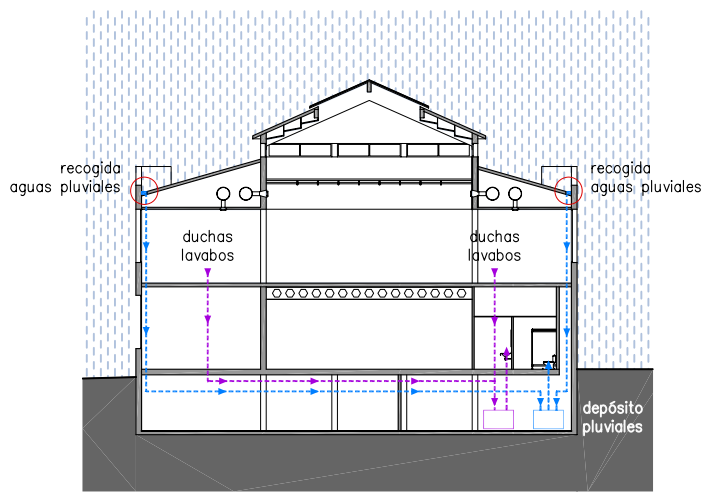 recogida
aguas pluviales
recogida
aguas pluviales
duchas
lavabos
duchas
lavabos
depósito
pluviales